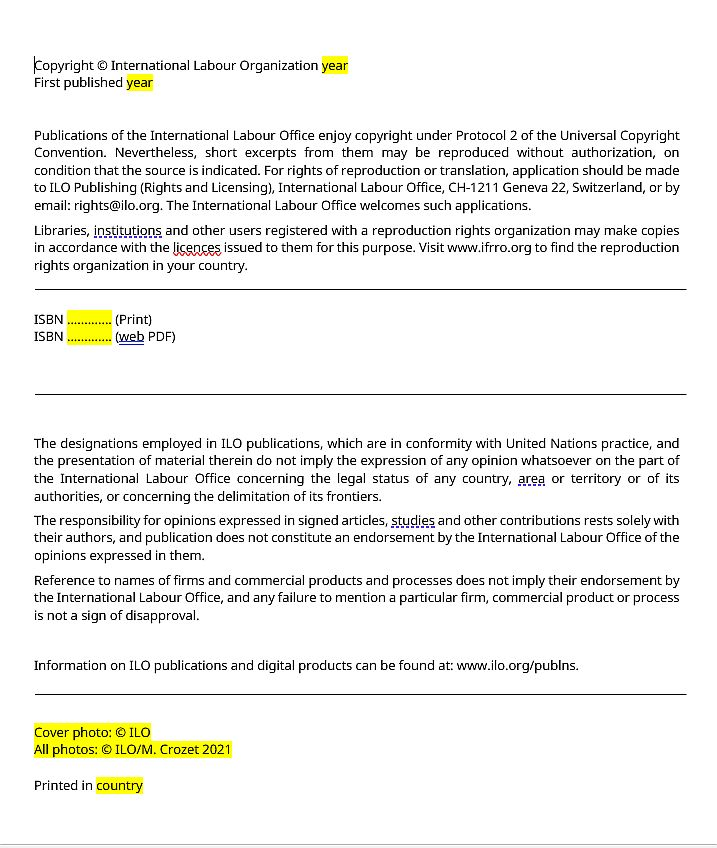 Copyright © International Labour Organization year
First published year
Publications of the International Labour Office enjoy copyright under Protocol 2 of the Universal Copyright
Convention. Nevertheless, short excerpts from them may be reproduced without authorization, on
condition that the source is indicated. For rights of reproduction or translation, application should be made
to ILO Publishing (Rights and Licensing), International Labour Office, CH-1211 Geneva 22, Switzerland, or by
email: rights@ilo.org. The International Labour Office welcomes such applications.
Libraries, institutions and other users registered with a reproduction rights organization may make copies
in accordance with the licences issued to them for this purpose. Visit www.ifrro.org to find the reproduction
rights organization in your country.
ISBN ............. (Print)
ISBN ............. (web PDF)
The designations employed in ILO publications, which are in conformity with United Nations practice, and
the presentation of material therein do not imply the expression of any opinion whatsoever on the part of
the International Labour Office concerning the legal status of any country, area or territory or of its
authorities, or concerning the delimitation of its frontiers.
The responsibility for opinions expressed in signed articles, studies and other contributions rests solely with
their authors, and publication does not constitute an endorsement by the International Labour Office of the
opinions expressed in them.
Reference to names of firms and commercial products and processes does not imply their endorsement by
the International Labour Office, and any failure to mention a particular firm, commercial product or process
is not a sign of disapproval.
Information on ILO publications and digital products can be found at: www.ilo.org/publns.
Cover photo: © ILO
All photos: © ILO/M. Crozet 2021
Printed in country